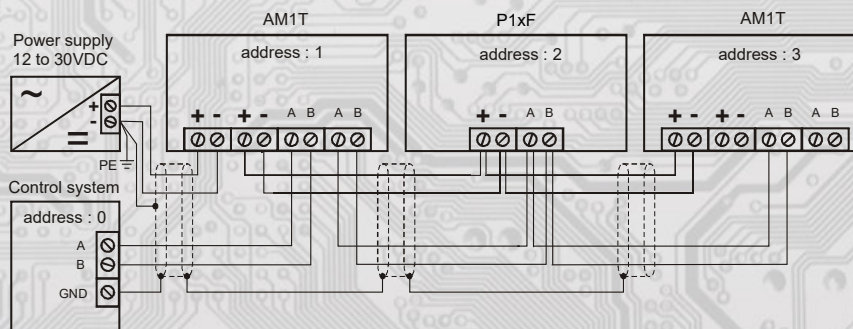 AM1T
P1xF
AM1T
Power supply
12 to 30VDC
address : 1
address : 2
address : 3
~
+
-
=
PE
+ - + - A B A B
+ - A B
+ - + - A B A B
Control system
address : 0
A
B
GND